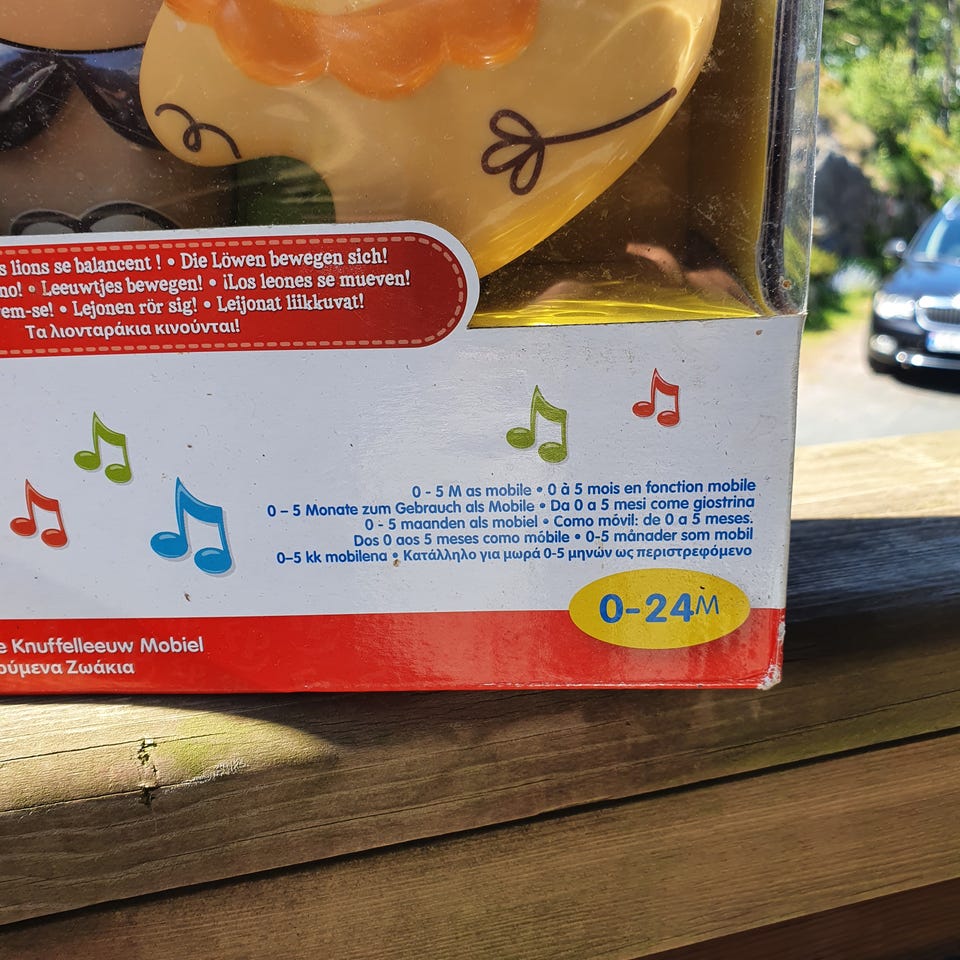 lions se balancent ! • Die Löwen bewegen sich!
no! • Leeuwtjes bewegen! • ¡Los leones se mueven!
em-se! • Lejonen rör sig! • Leijonat liikkuvat!
Τα λιονταράκια κινούνται!
0 - 5 M as mobile • 0 à 5 mois en fonction mobile
0 – 5 Monate zum Gebrauch als Mobile • Da 0 a 5 mesi come giostrina
0 - 5 maanden als mobiel • Como móvil: de 0 a 5 meses.
Dos 0 aos 5 meses como móbile • 0-5 månader som mobil
0–5 kk mobilena • Κατάλληλο για μωρά 0-5 μηνών ως περιστρεφόμενο
0-24M
e Knuffelleeuw Mobiel
ούμενα Ζωάκια